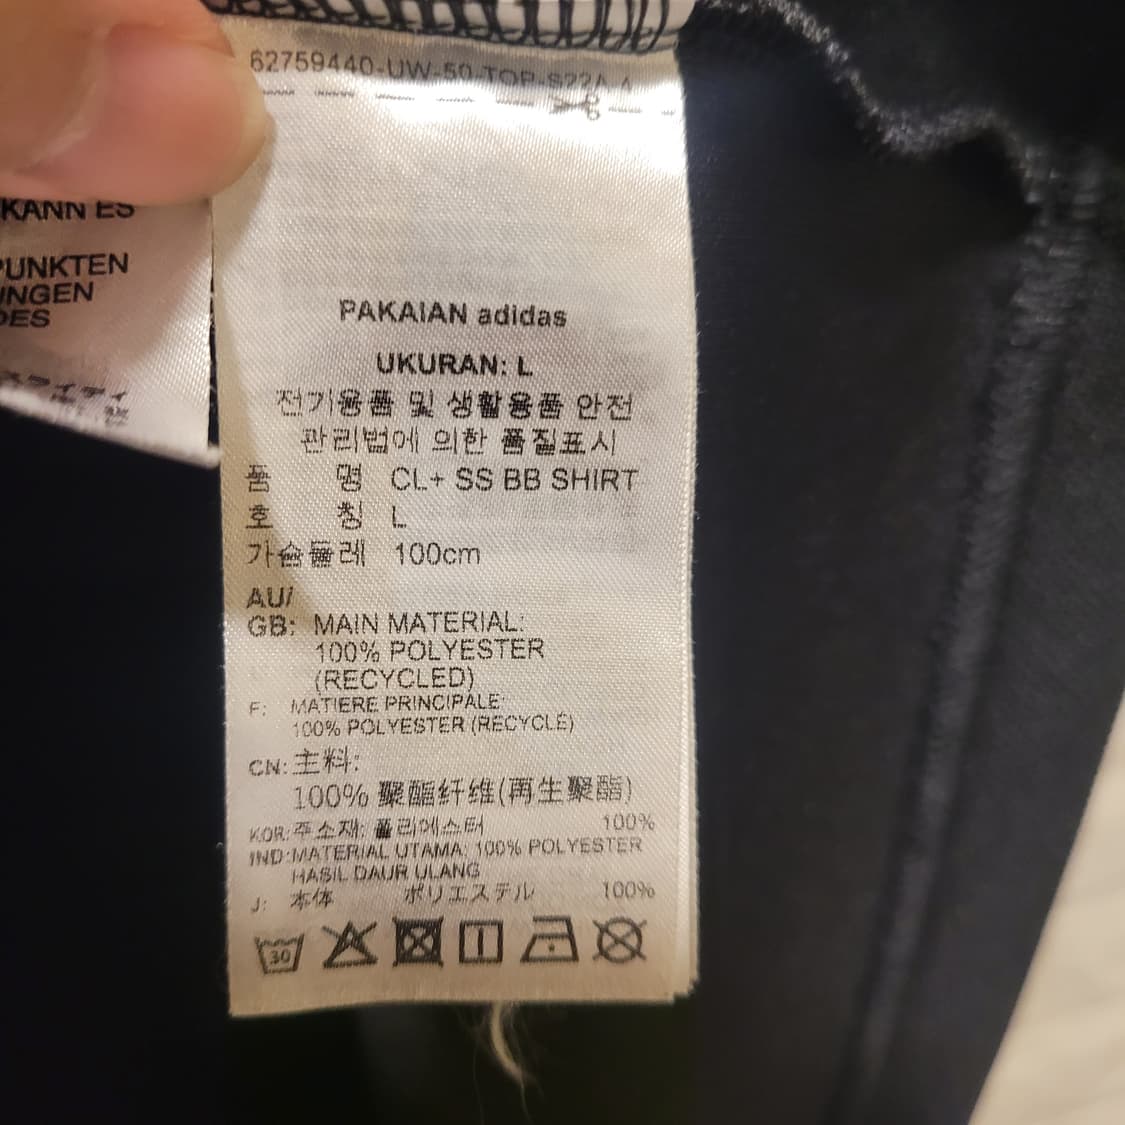 62759440-UW-50-TOP-S22A 4
KANN ES
PUNKTEN
UNGEN
DES
PAKAIAN adidas
UKURAN: L
전기용품 및 생활용품 안전
관리법에 의한 품질표시
품 명 CL+ SS BB SHIRT
호 칭 L
가슴둘레 100cm
AU/
GB: MAIN MATERIAL:
100% POLYESTER
(RECYCLED)
F: MATIERE PRINCIPALE:
100% POLYESTER (RECYCLÉ)
CN: 主料:
100% 聚酯纤维(再生聚酯)
KOR: 주소재: 폴리에스터 100%
IND:MATERIAL UTAMA: 100% POLYESTER
HASIL DAUR ULANG
J: 本体 ポリエステル 100%
30